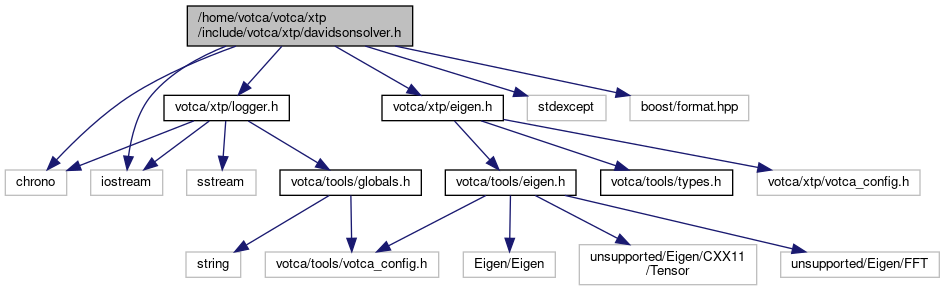 /home/votca/votca/xtp
/include/votca/xtp/davidsonsolver.h
votca/xtp/logger.h
votca/xtp/eigen.h
stdexcept
boost/format.hpp
chrono
iostream
sstream
votca/tools/globals.h
votca/tools/eigen.h
votca/tools/types.h
votca/xtp/votca_config.h
string
votca/tools/votca_config.h
Eigen/Eigen
unsupported/Eigen/CXX11
/Tensor
unsupported/Eigen/FFT